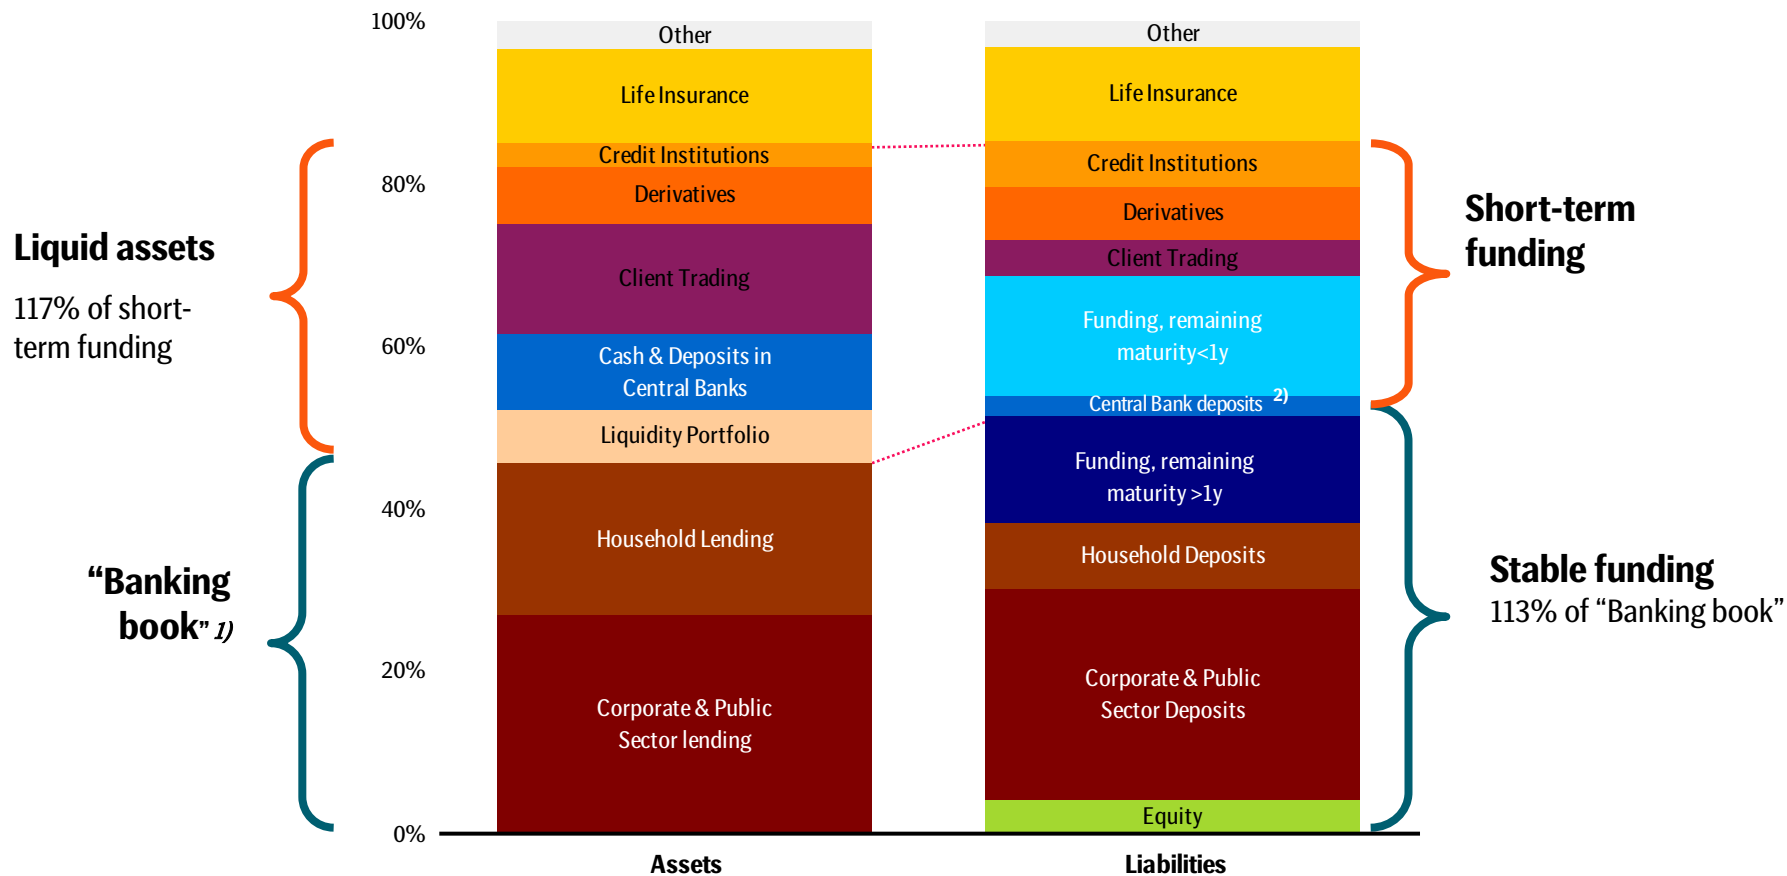 100%
80%
60%
40%
20%
0%
Liquid assets
117% of short-
term funding
“Banking
book” 1)
Other
Life Insurance
Credit Institutions
Derivatives
Client Trading
Cash & Deposits in
Central Banks
Liquidity Portfolio
Household Lending
Corporate & Public
Sector lending
Assets
Other
Life Insurance
Credit Institutions
Derivatives
Client Trading
Funding, remaining
maturity<1y
Central Bank deposits 2)
Funding, remaining
maturity >1y
Household Deposits
Corporate & Public
Sector Deposits
Equity
Liabilities
Short-term
funding
Stable funding
113% of “Banking book”